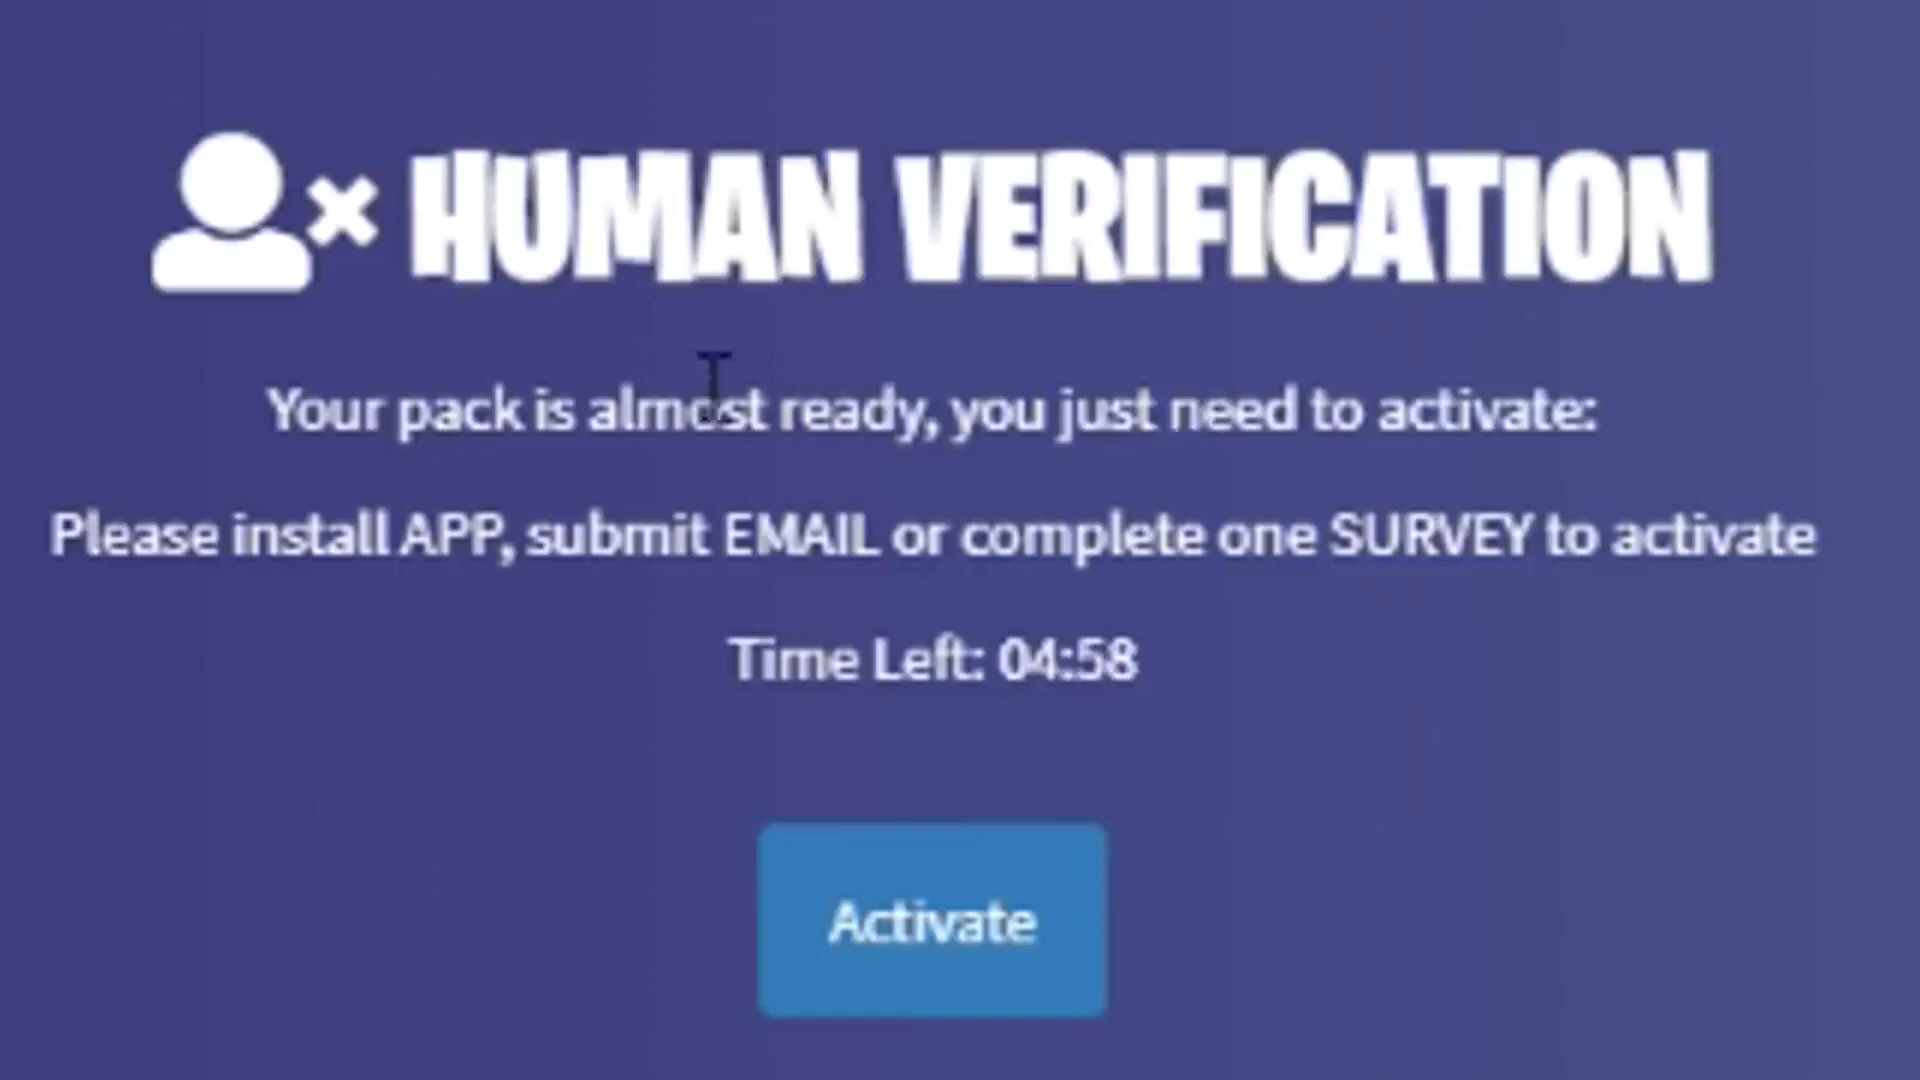 HUMAN VERIFICATION
Your pack is almost ready, you just need to activate:
Please install APP, submit EMAIL or complete one SURVEY to activate
Time Left: 04:58
Activate